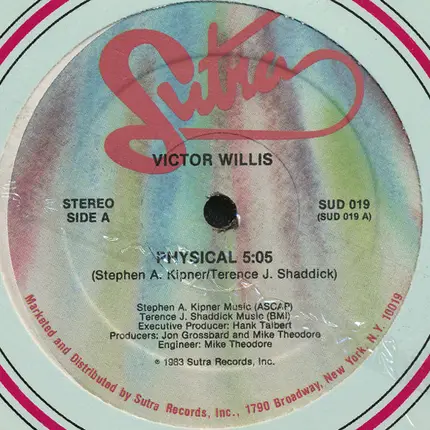 Sutra
VICTOR WILLIS
STEREO
SIDE A
SUD 019
(SUD 019 A)
PHYSICAL 5:05
(Stephen A. Kipner/Terence J. Shaddick)
Stephen A. Kipner Music (ASCAP)
Terence J. Shaddick Music (BMI)
Executive Producer: Hank Talbert
Producers: Jon Grossbard and Mike Theodore
Engineer: Mike Theodore
℗ 1983 Sutra Records, Inc.
Marketed and Distributed by Sutra Records, Inc., 1790 Broadway, New York, N.Y. 10019